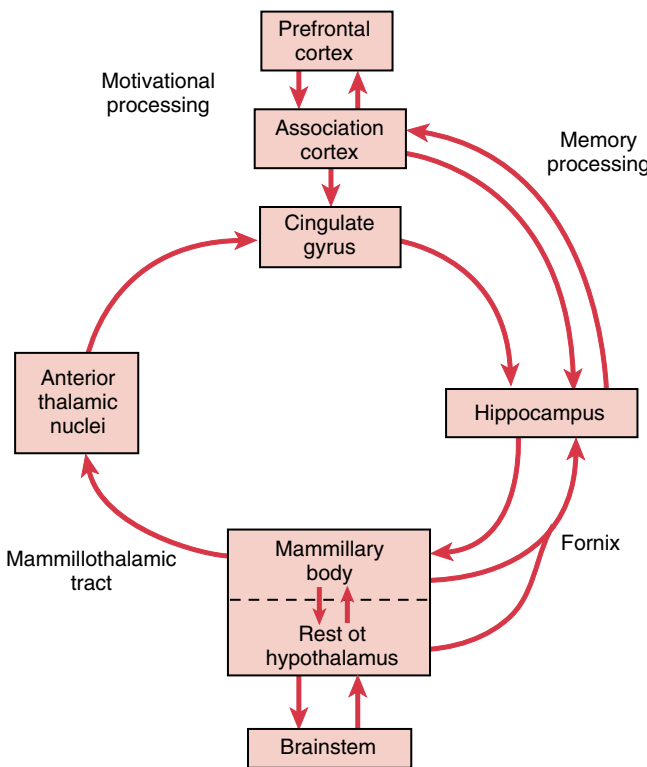 Prefrontal
cortex
Motivational
processing
Association
cortex
Memory
processing
Cingulate
gyrus
Anterior
thalamic
nuclei
Hippocampus
Mammillothalamic
tract
Mammillary
body
Fornix
Rest ot
hypothalamus
Brainstem